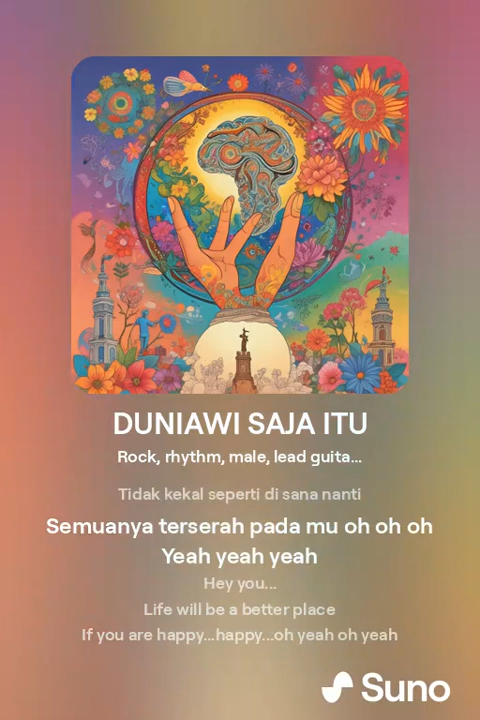 DUNIAWI SAJA ITU
Rock, rhythm, male, lead guita...
Tidak kekal seperti di sana nanti
Semuanya terserah pada mu oh oh oh
Yeah yeah yeah
Hey you...
Life will be a better place
If you are happy...happy...oh yeah oh yeah
Suno